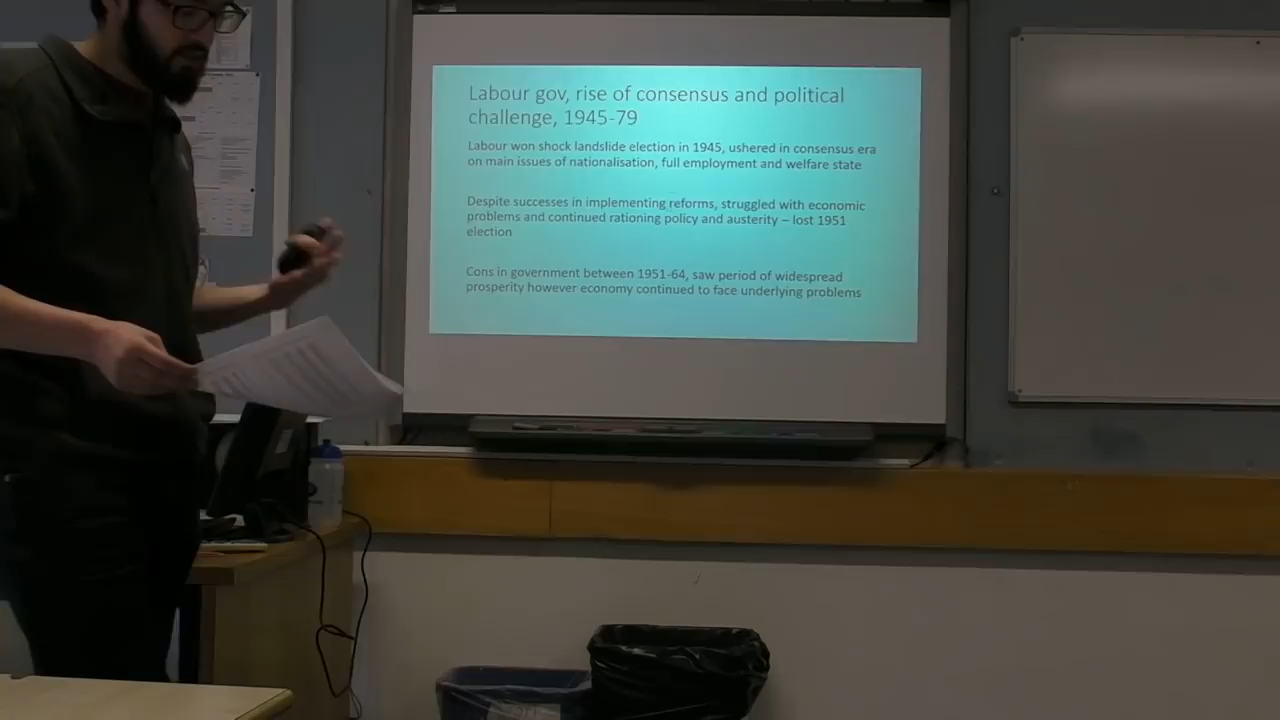 Labour gov, rise of consensus and political
challenge, 1945-79
Labour won shock landslide election in 1945, ushered in consensus era
on main issues of nationalisation, full employment and welfare state
Despite successes in implementing reforms, struggled with economic
problems and continued rationing policy and austerity – lost 1951
election
Cons in government between 1951-64, saw period of widespread
prosperity however economy continued to face underlying problems